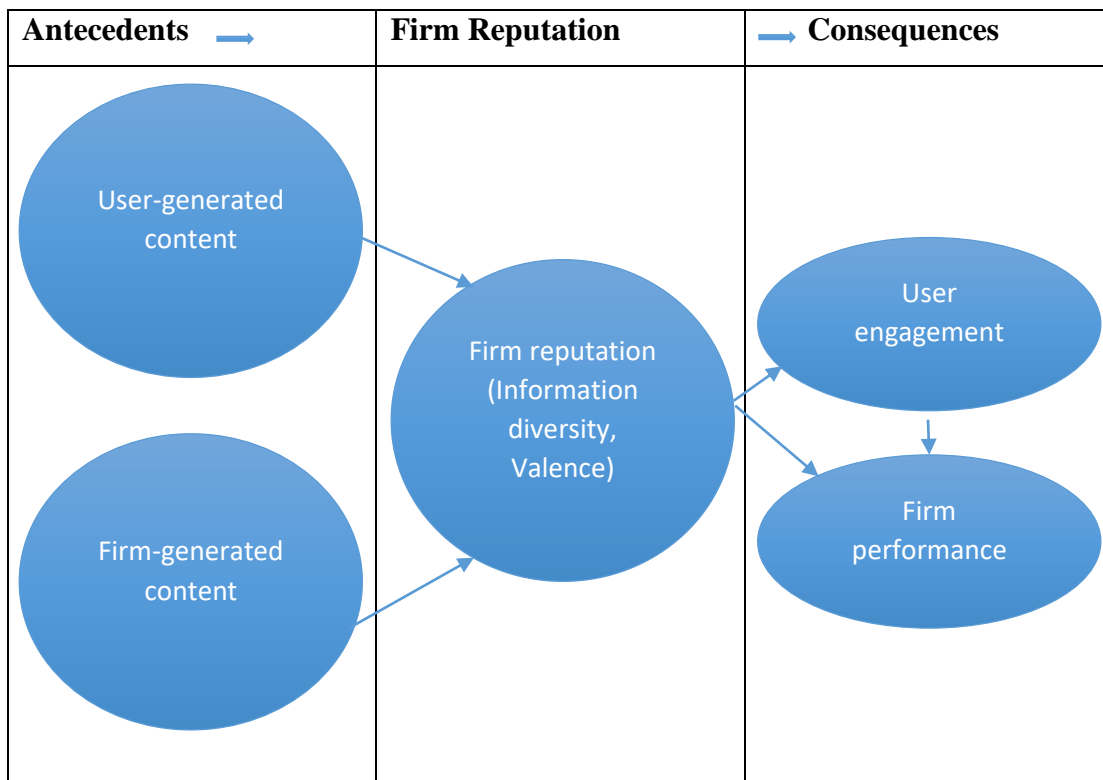 Antecedents
Firm Reputation
Consequences
User-generated
content
Firm-generated
content
Firm reputation
(Information
diversity,
Valence)
User
engagement
Firm
performance